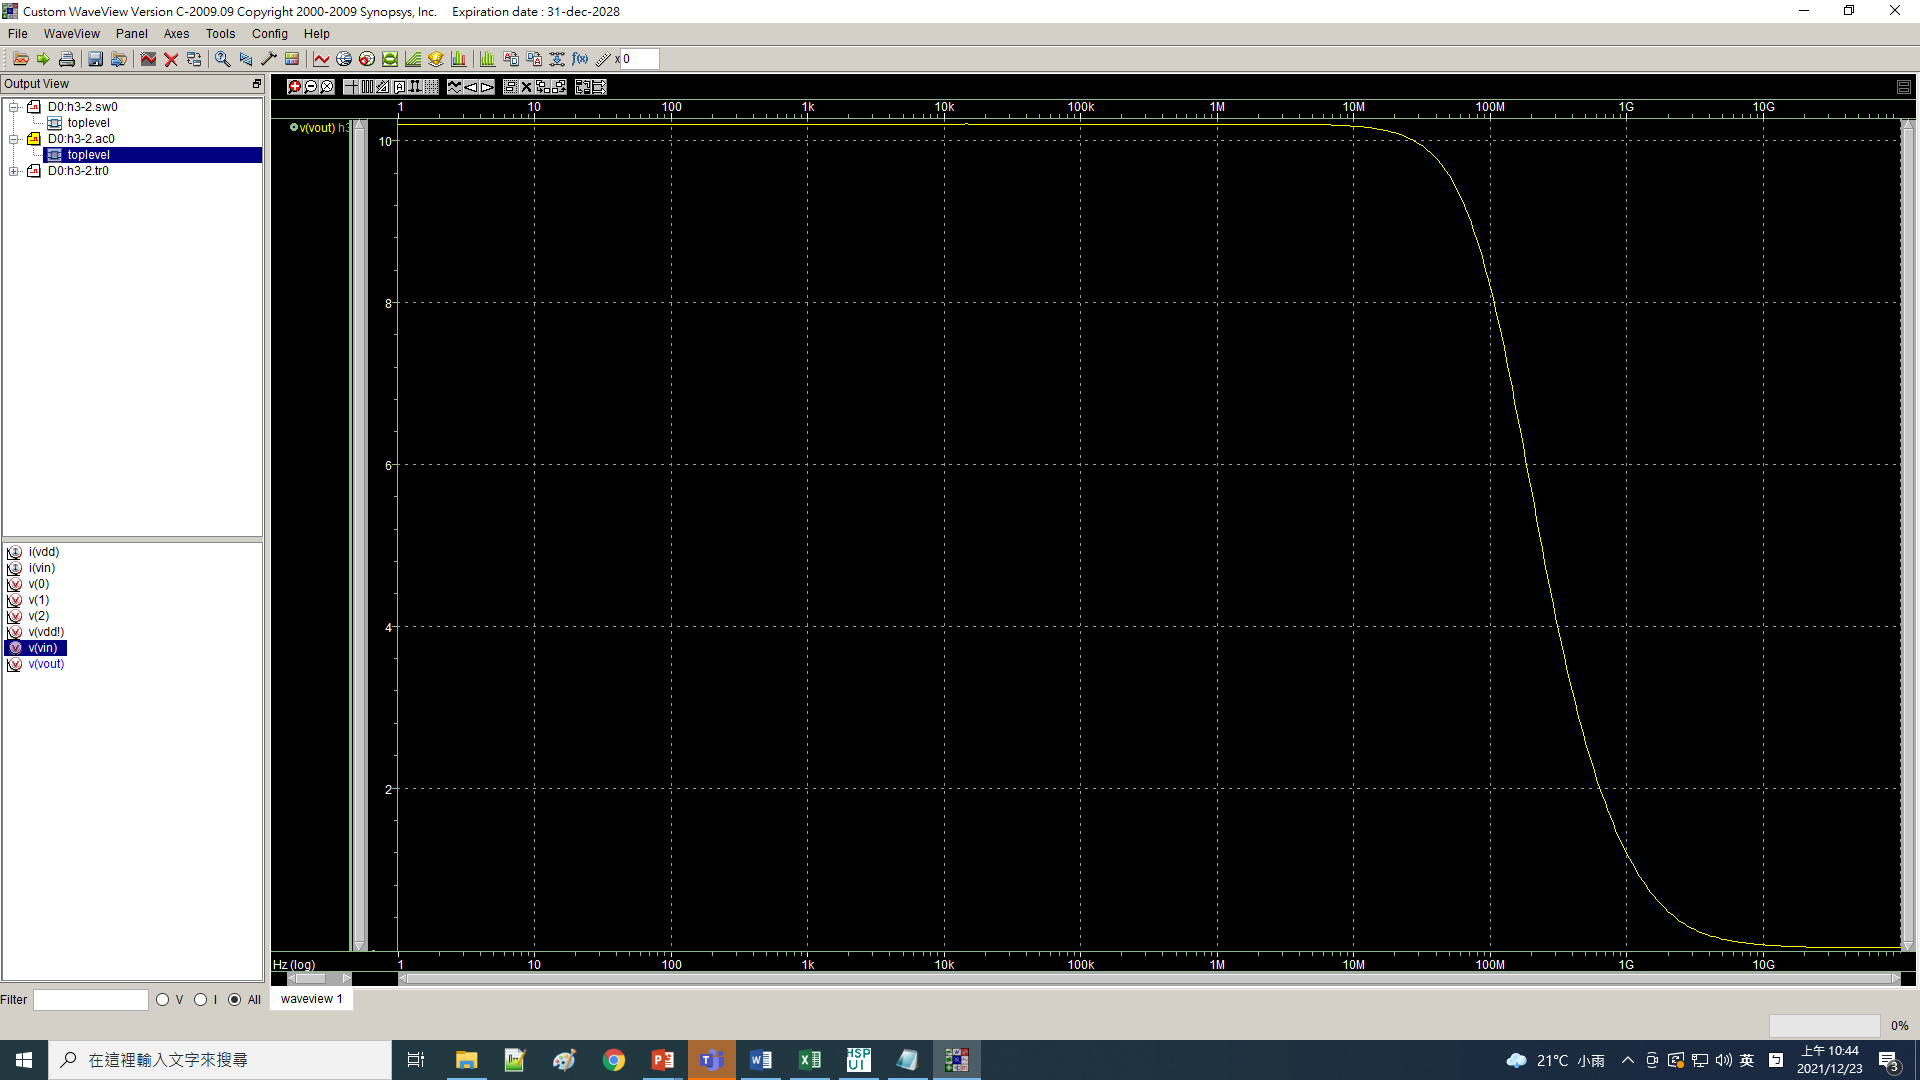 Custom WaveView Version C-2009.09 Copyright 2000-2009 Synopsys, Inc. Expiration date : 31-dec-2028
File WaveView Panel Axes Tools Config Help
x 0
Output View
D0:h3-2.sw0
toplevel
D0:h3-2.ac0
toplevel
D0:h3-2.tr0
i(vdd)
i(vin)
v(0)
v(1)
v(2)
v(vdd!)
v(vin)
v(vout)
Filter V I All
1 10 100 1k 10k 100k 1M 10M 100M 1G 10G
v(vout) h3
10
8
6
4
2
Hz (log) 1 10 100 1k 10k 100k 1M 10M 100M 1G 10G
waveview 1
0%
在這裡輸入文字來搜尋
HSP UI
21°C 小雨
英
上午 10:44
2021/12/23
3